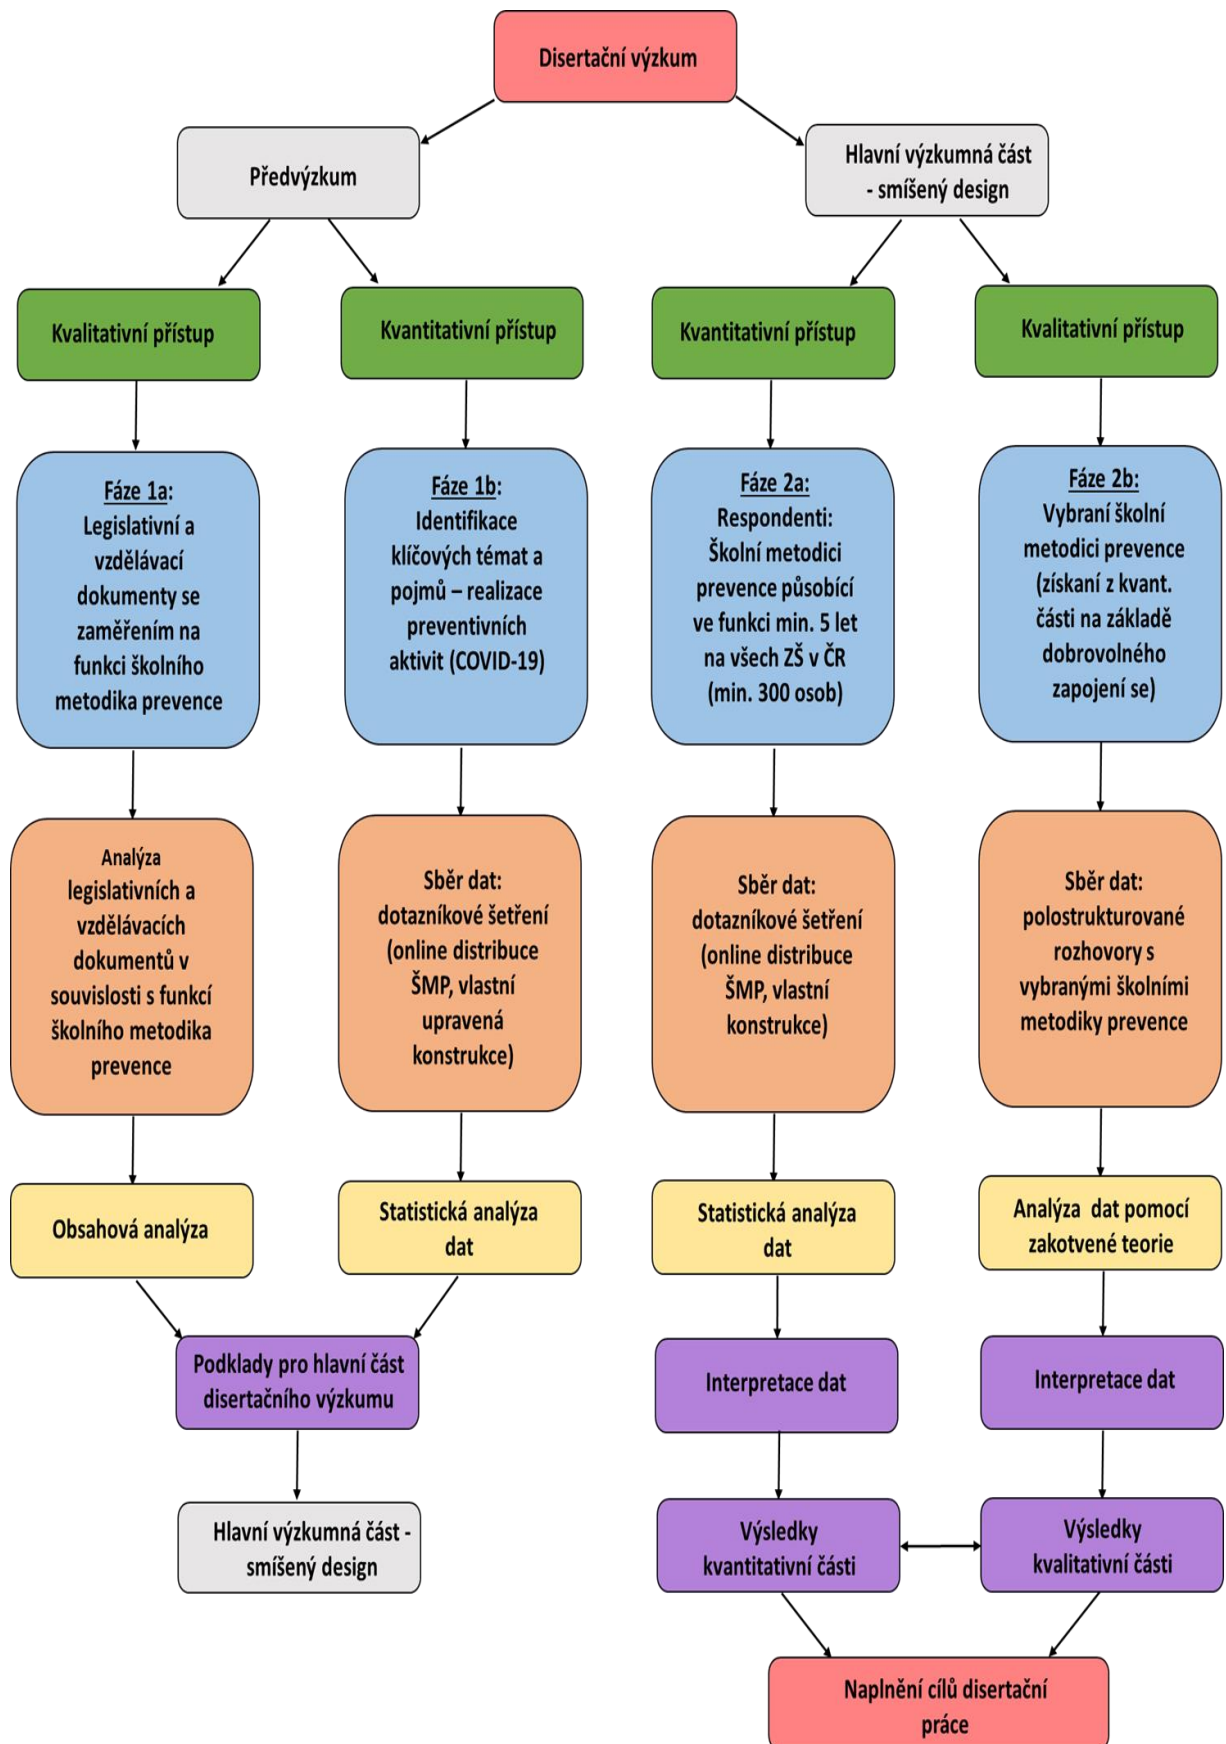 Disertační výzkum
Předvýzkum
Hlavní výzkumná část
- smíšený design
Kvalitativní přístup
Kvantitativní přístup
Kvantitativní přístup
Kvalitativní přístup
Fáze 1a:
Legislativní a
vzdělávací
dokumenty se
zaměřením na
funkci školního
metodika prevence
Fáze 1b:
Identifikace
klíčových témat a
pojmů – realizace
preventivních
aktivit (COVID-19)
Fáze 2a:
Respondenti:
Školní metodici
prevence působící
ve funkci min. 5 let
na všech ZŠ v ČR
(min. 300 osob)
Fáze 2b:
Vybraní školní
metodici prevence
(získaní z kvant.
části na základě
dobrovolného
zapojení se)
Analýza
legislativních a
vzdělávacích
dokumentů v
souvislosti s funkcí
školního metodika
prevence
Sběr dat:
dotazníkové šetření
(online distribuce
ŠMP, vlastní
upravená
konstrukce)
Sběr dat:
dotazníkové šetření
(online distribuce
ŠMP, vlastní
konstrukce)
Sběr dat:
polostrukturované
rozhovory s
vybranými školními
metodiky prevence
Obsahová analýza
Statistická analýza
dat
Statistická analýza
dat
Analýza dat pomocí
zakotvené teorie
Podklady pro hlavní část
disertačního výzkumu
Interpretace dat
Interpretace dat
Hlavní výzkumná část -
smíšený design
Výsledky
kvantitativní části
Výsledky
kvalitativní části
Naplnění cílů disertační
práce